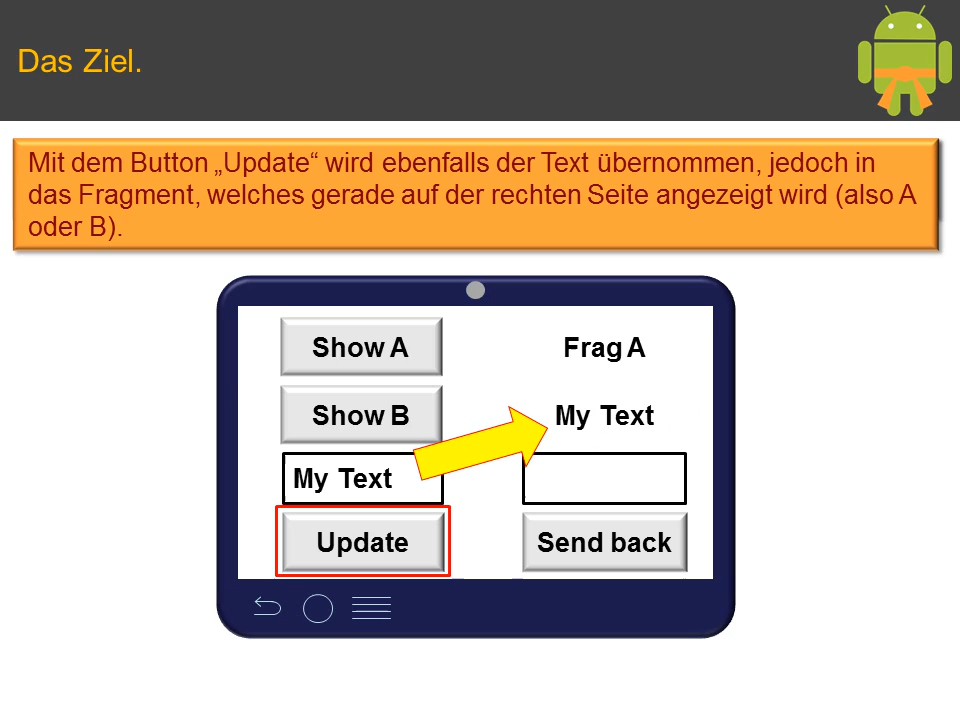 Das Ziel.
Mit dem Button „Update“ wird ebenfalls der Text übernommen, jedoch in
das Fragment, welches gerade auf der rechten Seite angezeigt wird (also A
oder B).
Show A
Frag A
Show B
My Text
My Text
Update
Send back